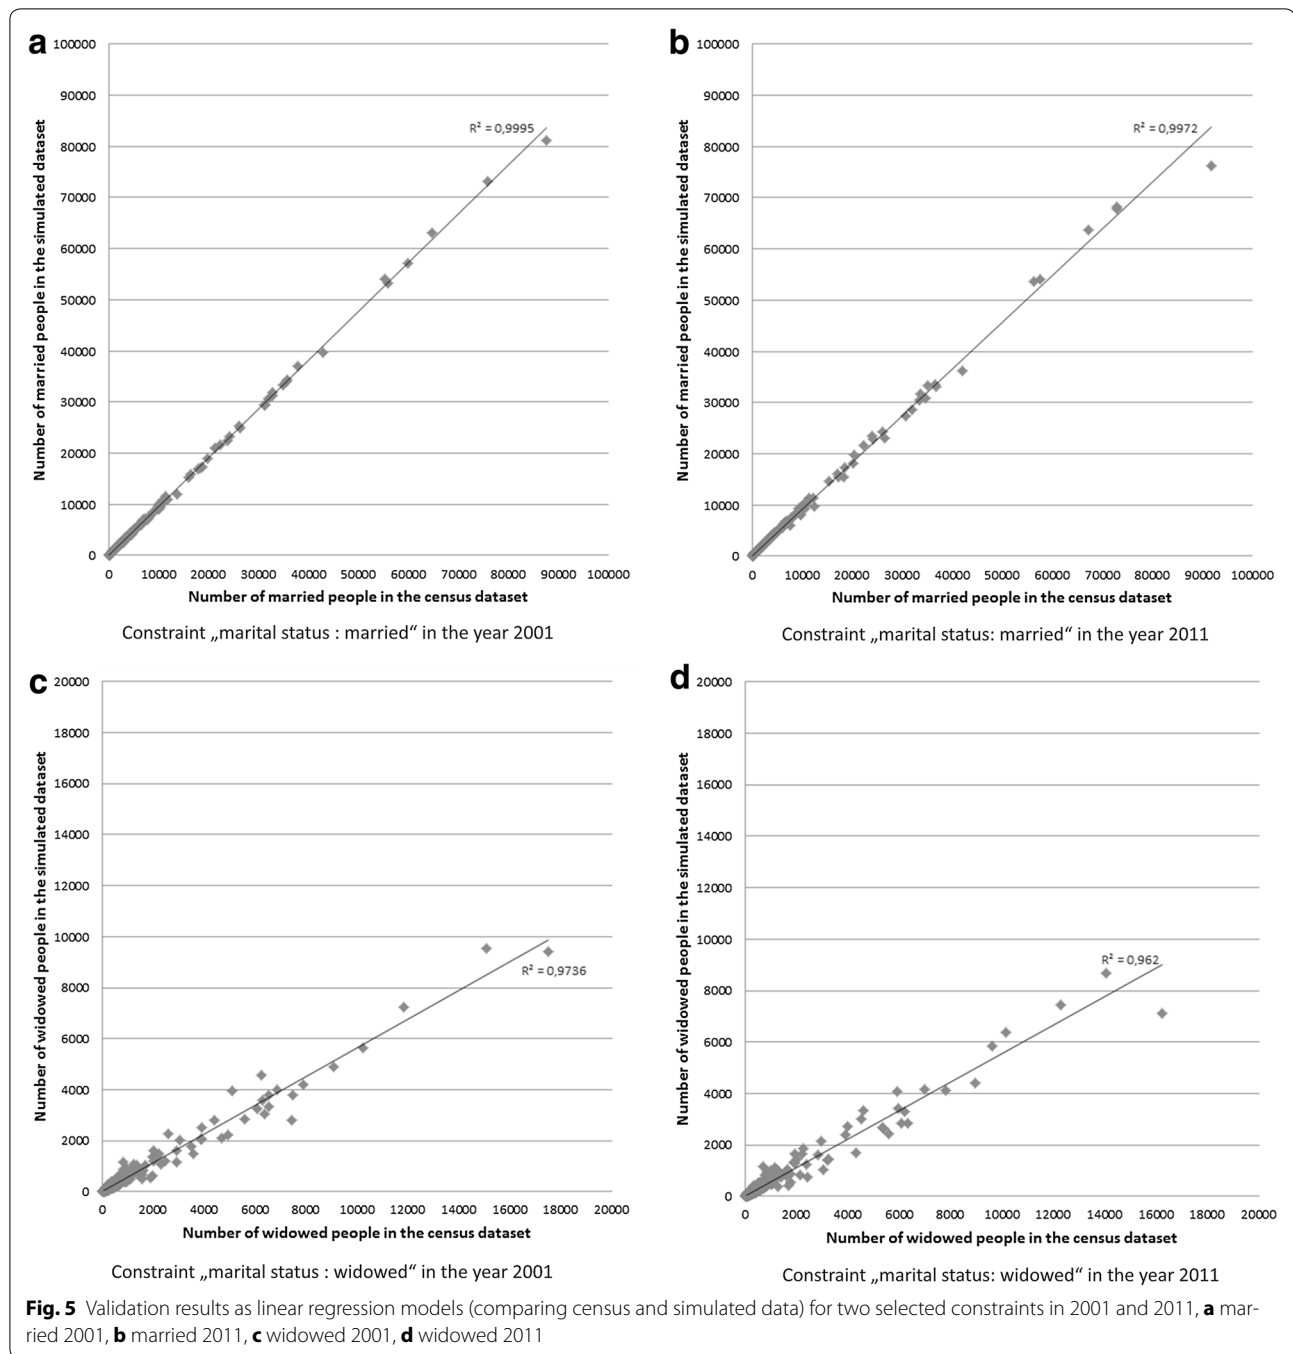 a
100000
90000
80000
70000
60000
50000
40000
30000
20000
10000
0
Number of married people in the simulated dataset
R² = 0,9995
0 10000 20000 30000 40000 50000 60000 70000 80000 90000 100000
Number of married people in the census dataset
Constraint „marital status : married“ in the year 2001
b
100000
90000
80000
70000
60000
50000
40000
30000
20000
10000
0
Number of married people in the simulated dataset
R² = 0,9972
0 10000 20000 30000 40000 50000 60000 70000 80000 90000 100000
Number of married people in the census dataset
Constraint „marital status: married“ in the year 2011
c
20000
18000
16000
14000
12000
10000
8000
6000
4000
2000
0
Number of widowed people in the simulated dataset
R² = 0,9736
0 2000 4000 6000 8000 10000 12000 14000 16000 18000 20000
Number of widowed people in the census dataset
Constraint „marital status : widowed“ in the year 2001
d
20000
18000
16000
14000
12000
10000
8000
6000
4000
2000
0
Number of widowed people in the simulated dataset
R² = 0,962
0 2000 4000 6000 8000 10000 12000 14000 16000 18000 20000
Number of widowed people in the census dataset
Constraint „marital status: widowed“ in the year 2011
Fig. 5 Validation results as linear regression models (comparing census and simulated data) for two selected constraints in 2001 and 2011, a mar-
ried 2001, b married 2011, c widowed 2001, d widowed 2011